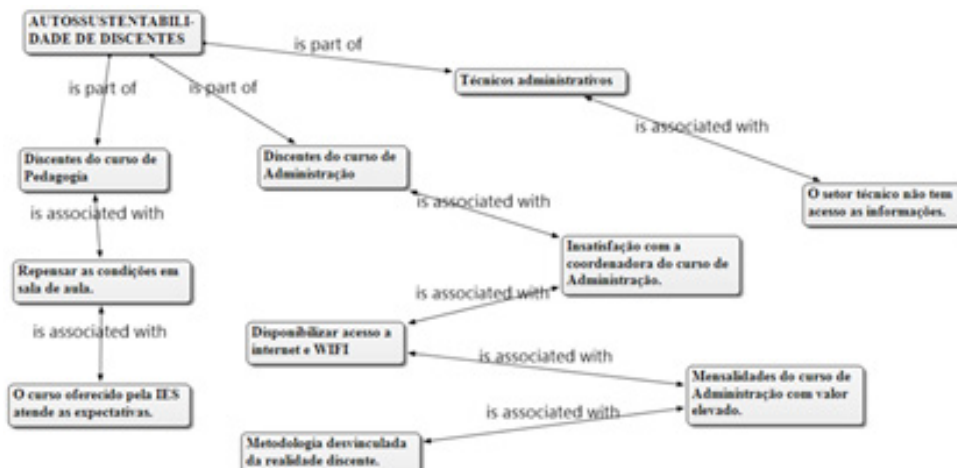 AUTOSSUSTENTABILI-
DADE DE DISCENTES
is part of
Técnicos administrativos
is part of
is part of
is associated with
Discentes do curso de
Pedagogia
Discentes do curso de
Administração
O setor técnico não tem
acesso as informações.
is associated with
is associated with
Insatisfação com a
coordenadora do curso de
Administração.
Repensar as condições em
sala de aula.
is associated with
is associated with
Disponibilizar acesso a
internet e WIFI
is associated with
Mensalidades do curso de
Administração com valor
elevado.
O curso oferecido pela IES
atende as expectativas.
is associated with
Metodologia desvinculada
da realidade discente.